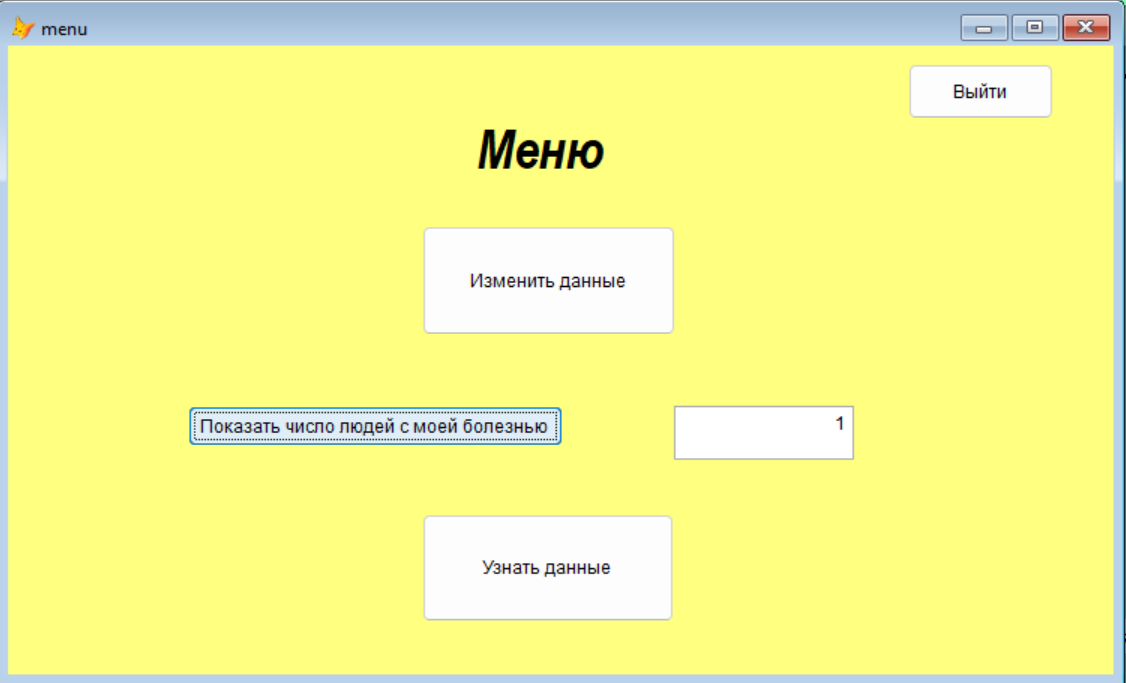 menu
Выйти
Меню
Изменить данные
Показать число людей с моей болезнью
1
Узнать данные